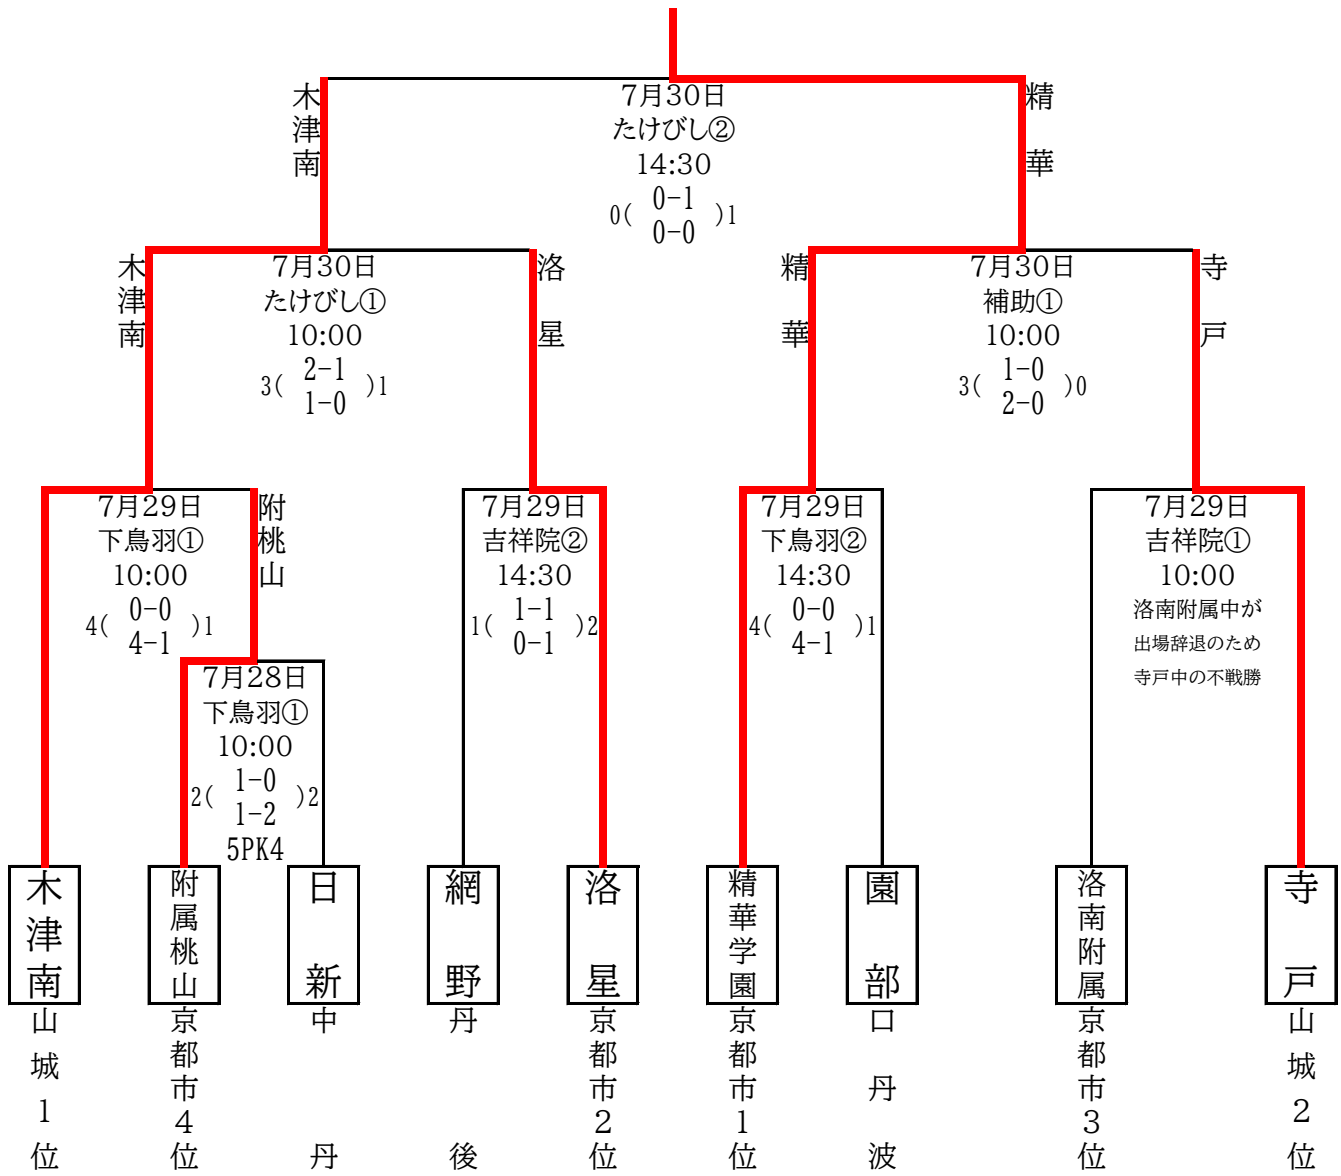 木津南
7月30日
たけびし②
14:30
0( 0-1 )1
0-0
精華
木津南
7月30日
たけびし①
10:00
3( 2-1 )1
1-0
洛星
精華
7月30日
補助①
10:00
3( 1-0 )0
2-0
寺戸
7月29日
下鳥羽①
10:00
4( 0-0 )1
4-1
附桃山
7月29日
吉祥院②
14:30
1( 1-1 )2
0-1
7月29日
下鳥羽②
14:30
4( 0-0 )1
4-1
7月29日
吉祥院①
10:00
洛南附属中が
出場辞退のため
寺戸中の不戦勝
7月28日
下鳥羽①
10:00
2( 1-0 )2
1-2
5PK4
木津南
附属桃山
日新
網野
洛星
精華学園
園部
洛南附属
寺戸
山城1位
京都市4位
中丹
丹後
京都市2位
京都市1位
口丹波
京都市3位
山城2位